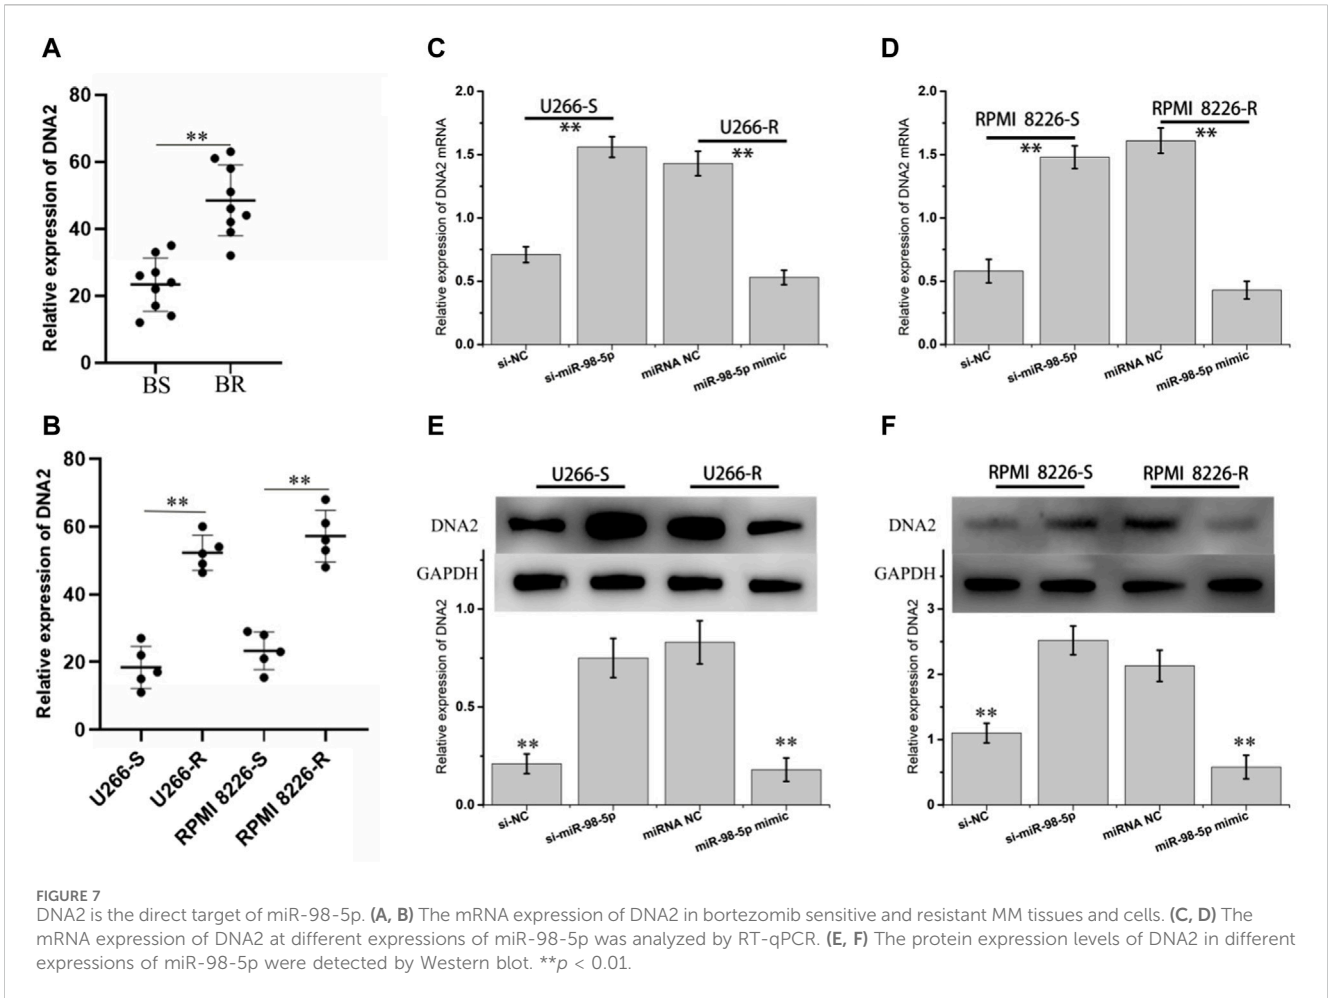 A
Relative expression of DNA2
80
60
40
20
0
**
BS
BR
B
Relative expression of DNA2
80
60
40
20
0
**
**
U266-S
U266-R
RPMI 8226-S
RPMI 8226-R
C
Relative expression of DNA2 mRNA
2.0
1.5
1.0
0.5
0.0
U266-S
**
U266-R
**
si-NC
si-miR-98-5p
miRNA NC
miR-98-5p mimic
D
Relative expression of DNA2 mRNA
2.0
1.5
1.0
0.5
0.0
RPMI 8226-S
**
RPMI 8226-R
**
si-NC
si-miR-98-5p
miRNA NC
miR-98-5p mimic
E
U266-S
U266-R
DNA2
GAPDH
Relative expression of DNA2
1.0
0.5
0.0
**
**
si-NC
si-miR-98-5p
miRNA NC
miR-98-5p mimic
F
RPMI 8226-S
RPMI 8226-R
DNA2
GAPDH
Relative expression of DNA2
3
2
1
0
**
**
si-NC
si-miR-98-5p
miRNA NC
miR-98-5p mimic
FIGURE 7
DNA2 is the direct target of miR-98-5p. (A, B) The mRNA expression of DNA2 in bortezomib sensitive and resistant MM tissues and cells. (C, D) The
mRNA expression of DNA2 at different expressions of miR-98-5p was analyzed by RT-qPCR. (E, F) The protein expression levels of DNA2 in different
expressions of miR-98-5p were detected by Western blot. **p < 0.01.